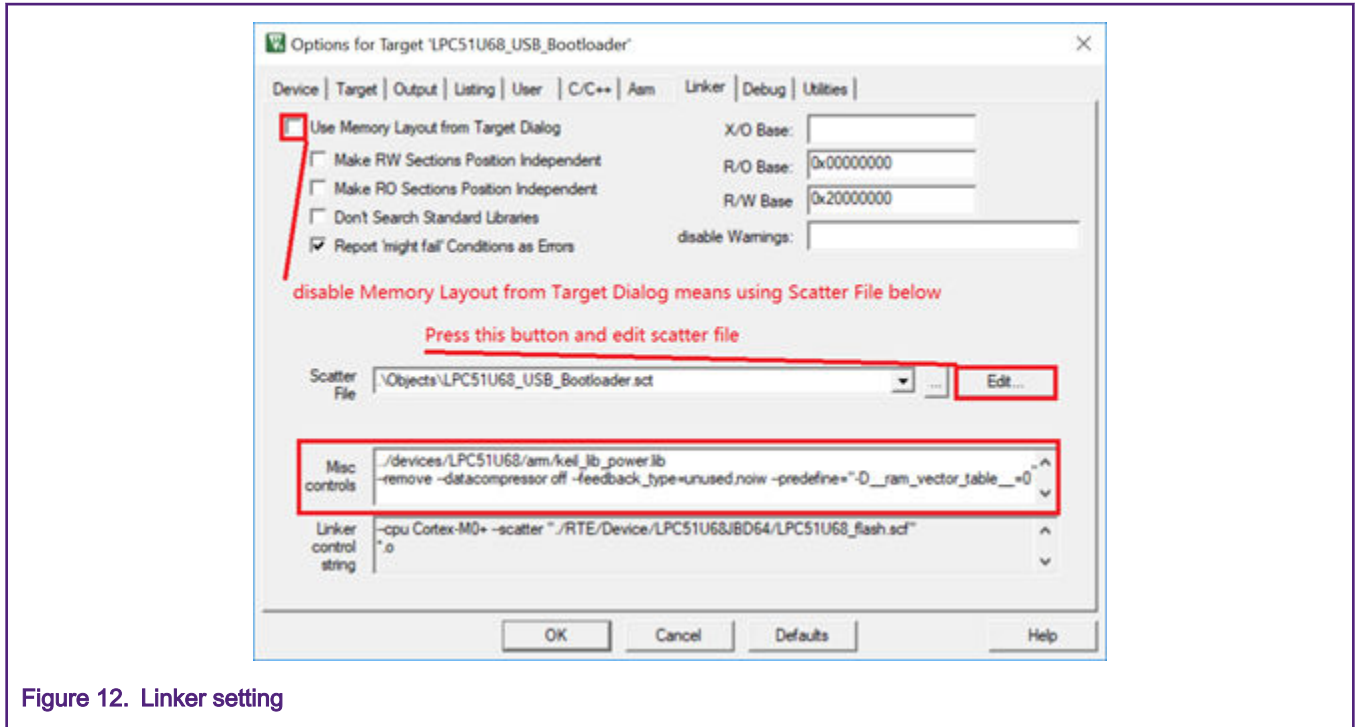 Options for Target 'LPC51U68_USB_Bootloader'
Device | Target | Output | Listing | User | C/C++ | Asm Linker | Debug | Utilities |
Use Memory Layout from Target Dialog
X/O Base:
Make RW Sections Position Independent
R/O Base: 0x00000000
Make RO Sections Position Independent
R/W Base 0x20000000
Don't Search Standard Libraries
disable Warnings:
Report 'might fail' Conditions as Errors
disable Memory Layout from Target Dialog means using Scatter File below
Press this button and edit scatter file
Scatter File
.\Objects\LPC51U68_USB_Bootloader.sct
...
Edit...
Misc controls
../devices/LPC51U68/arm/keil_lib_power.lib
--remove --datacompressor off --feedback_type=unused,noiw --predefine="-D__ram_vector_table__=0
Linker control string
--cpu Cortex-M0+ --scatter "./RTE/Device/LPC51U68JBD64/LPC51U68_flash.scf"
*.o
OK Cancel Defaults Help
Figure 12. Linker setting